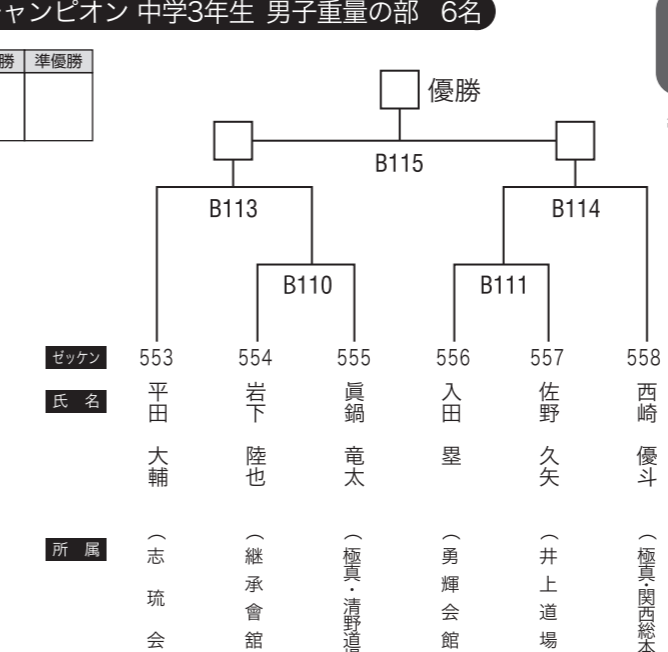 ャンピオン 中学3年生 男子重量の部 6名
勝 準優勝
優勝
B115
B113 B114
B110 B111
ゼッケン 553 554 555 556 557 558
氏 名
平田 大輔
岩下 陸也
眞鍋 竜太
入田 塁
佐野 久矢
西崎 優斗
所 属
（志琉会
（継承會舘
（極真・清野道場
（勇輝会館
（井上道場
（極真・関西総本